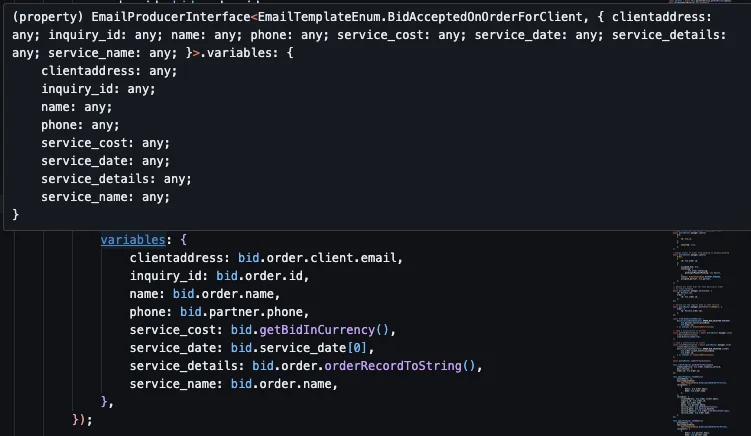 (property) EmailProducerInterface<EmailTemplateEnum.BidAcceptedOnOrderForClient, { clientaddress:
any; inquiry_id: any; name: any; phone: any; service_cost: any; service_date: any; service_details:
any; service_name: any; }>.variables: {
    clientaddress: any;
    inquiry_id: any;
    name: any;
    phone: any;
    service_cost: any;
    service_date: any;
    service_details: any;
    service_name: any;
}
variables: {
    clientaddress: bid.order.client.email,
    inquiry_id: bid.order.id,
    name: bid.order.name,
    phone: bid.partner.phone,
    service_cost: bid.getBidInCurrency(),
    service_date: bid.service_date[0],
    service_details: bid.order.orderRecordToString(),
    service_name: bid.order.name,
},
});